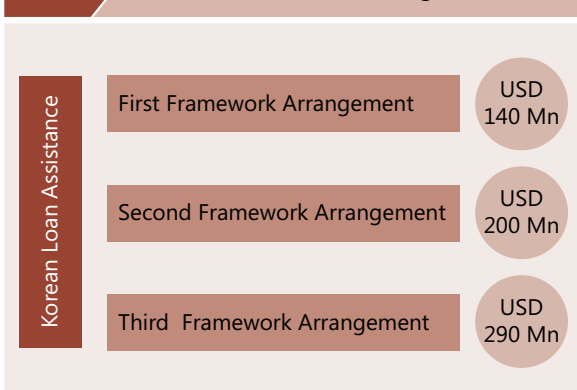 Korean Loan Assistance
First Framework Arrangement
USD
140 Mn
Second Framework Arrangement
USD
200 Mn
Third  Framework Arrangement
USD
290 Mn